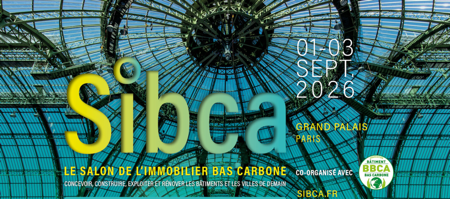 01-03
SEPT.
2026
Sibca
GRAND PALAIS
PARIS
LE SALON DE L'IMMOBILIER BAS CARBONE
CONCEVOIR, CONSTRUIRE, EXPLOITER ET RÉNOVER LES BÂTIMENTS ET LES VILLES DE DEMAIN
CO-ORGANISÉ AVEC
BÂTIMENT
BBCA
BAS CARBONE
SIBCA.FR